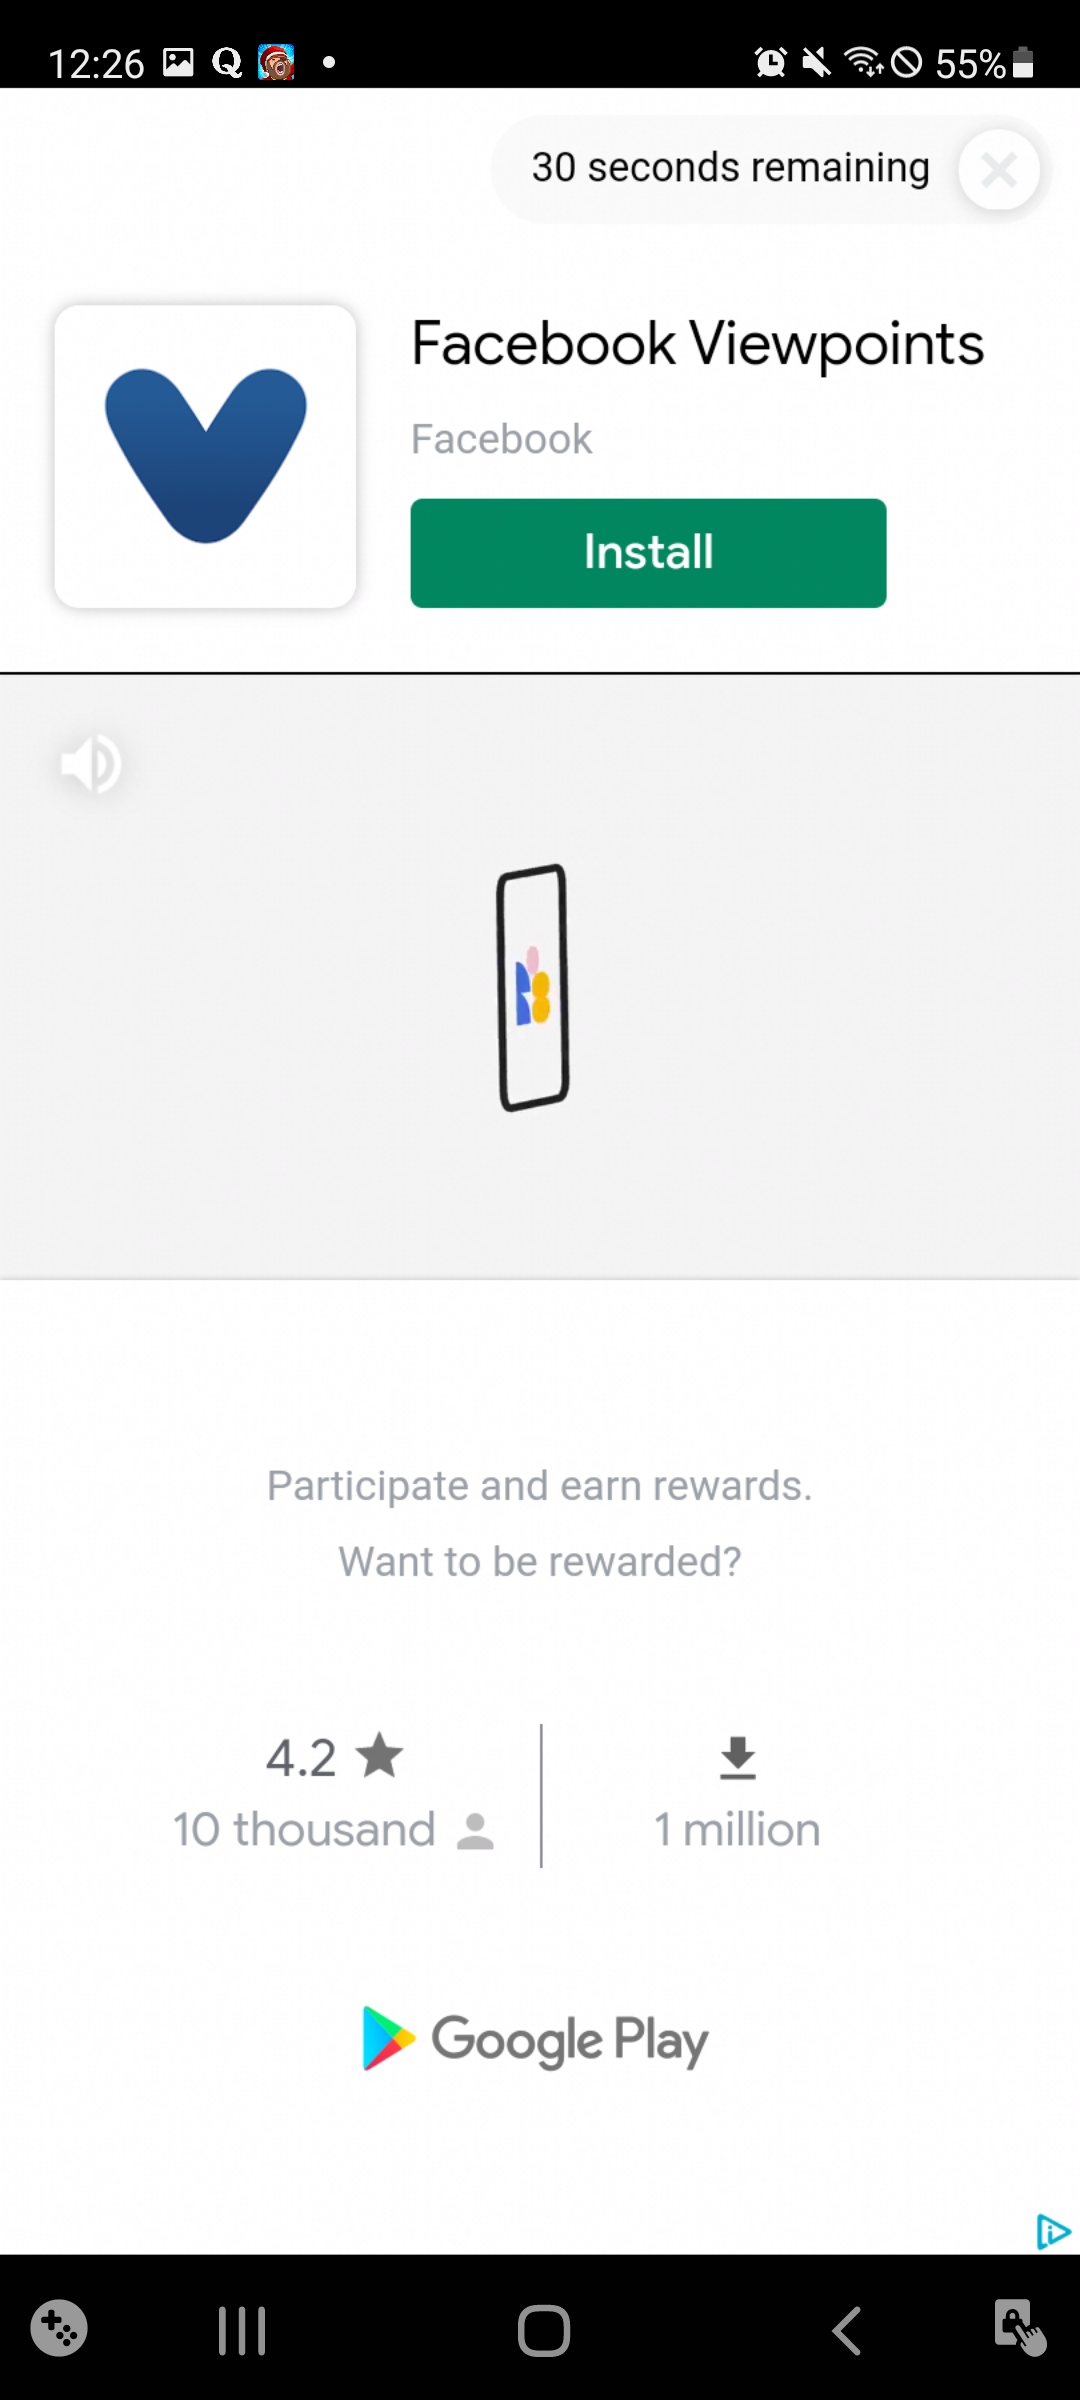 12:26
55%
30 seconds remaining
Facebook Viewpoints
Facebook
Install
Participate and earn rewards.
Want to be rewarded?
4.2
10 thousand
1 million
Google Play